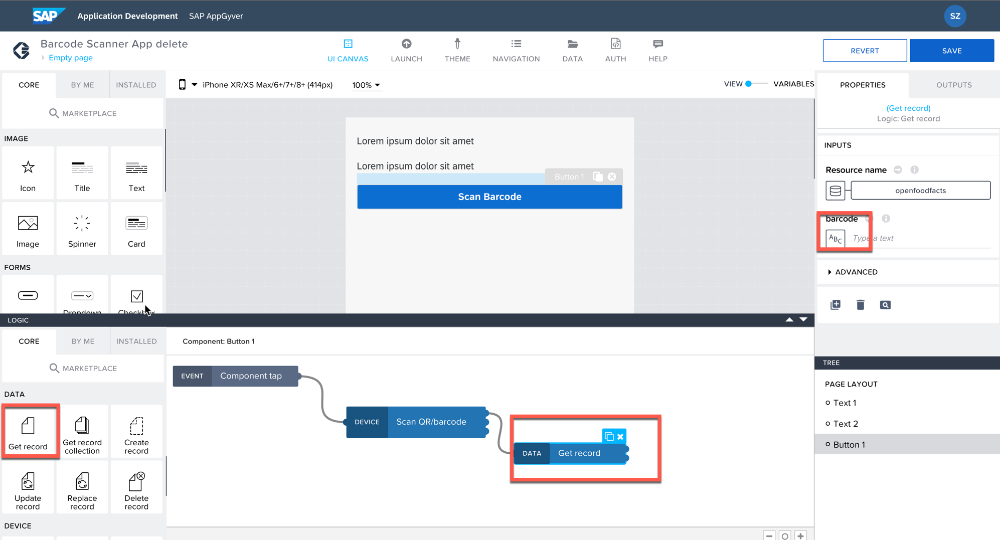 SAP Application Development SAP AppGyver SZ
Barcode Scanner App delete
Empty page
UI CANVAS LAUNCH THEME NAVIGATION DATA AUTH HELP
REVERT SAVE
CORE BY ME INSTALLED
iPhone XR/XS Max/6+/7+/8+ (414px) 100%
VIEW VARIABLES
PROPERTIES OUTPUTS
MARKETPLACE
(Get record)
Logic: Get record
IMAGE
Icon Title Text
Image Spinner Card
FORMS
Dropdown Checkbox
Lorem ipsum dolor sit amet
Lorem ipsum dolor sit amet
Button 1
Scan Barcode
INPUTS
Resource name
openfoodfacts
barcode
ABC Type a text
ADVANCED
LOGIC
CORE BY ME INSTALLED
Component: Button 1
MARKETPLACE
DATA
Get record
Get record collection
Create record
Update record
Replace record
Delete record
DEVICE
EVENT Component tap
DEVICE Scan QR/barcode
DATA Get record
TREE
PAGE LAYOUT
Text 1
Text 2
Button 1